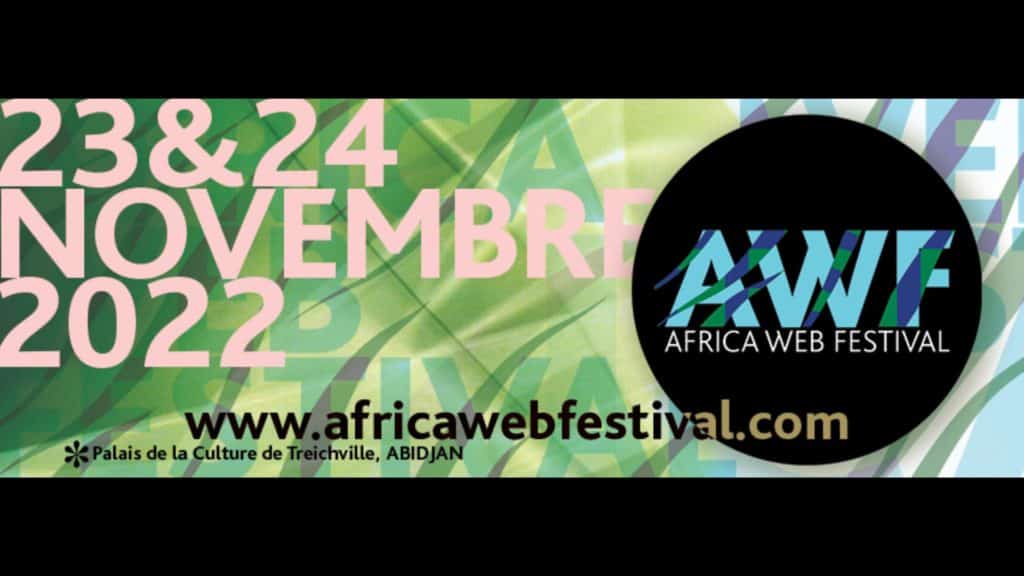 23&24
NOVEMBRE
2022
AWF
AFRICA WEB FESTIVAL
www.africawebfestival.com
*Palais de la Culture de Treichville, ABIDJAN